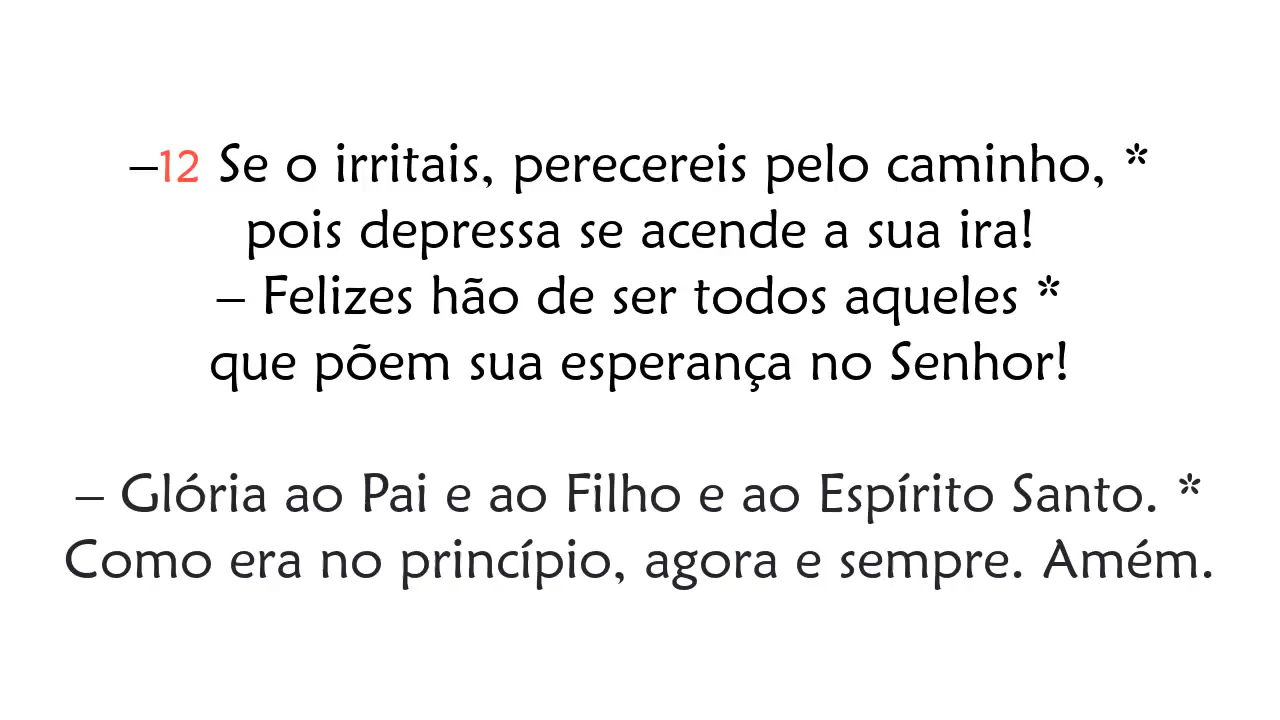 –12 Se o irritais, perecereis pelo caminho, *
pois depressa se acende a sua ira!
– Felizes hão de ser todos aqueles *
que põem sua esperança no Senhor!
– Glória ao Pai e ao Filho e ao Espírito Santo. *
Como era no princípio, agora e sempre. Amém.